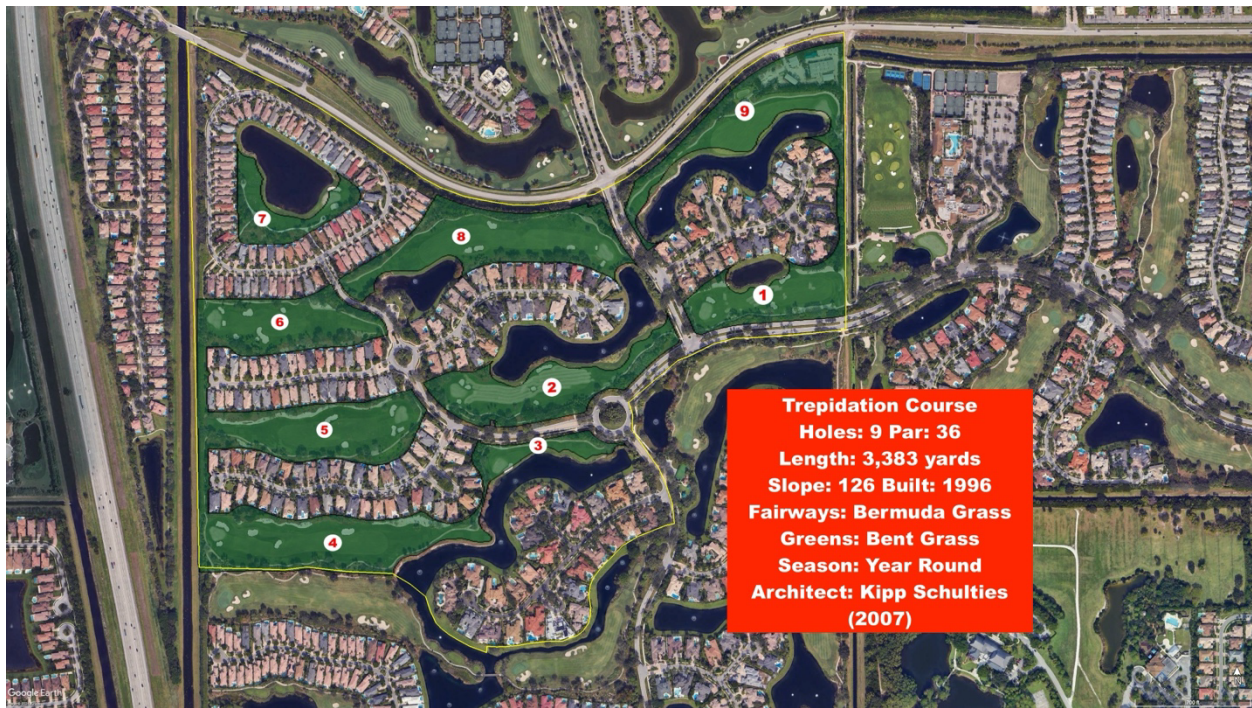 9
7
8
1
6
2
5
3
4
Trepidation Course
Holes: 9 Par: 36
Length: 3,383 yards
Slope: 126 Built: 1996
Fairways: Bermuda Grass
Greens: Bent Grass
Season: Year Round
Architect: Kipp Schulties
(2007)
Google Earth